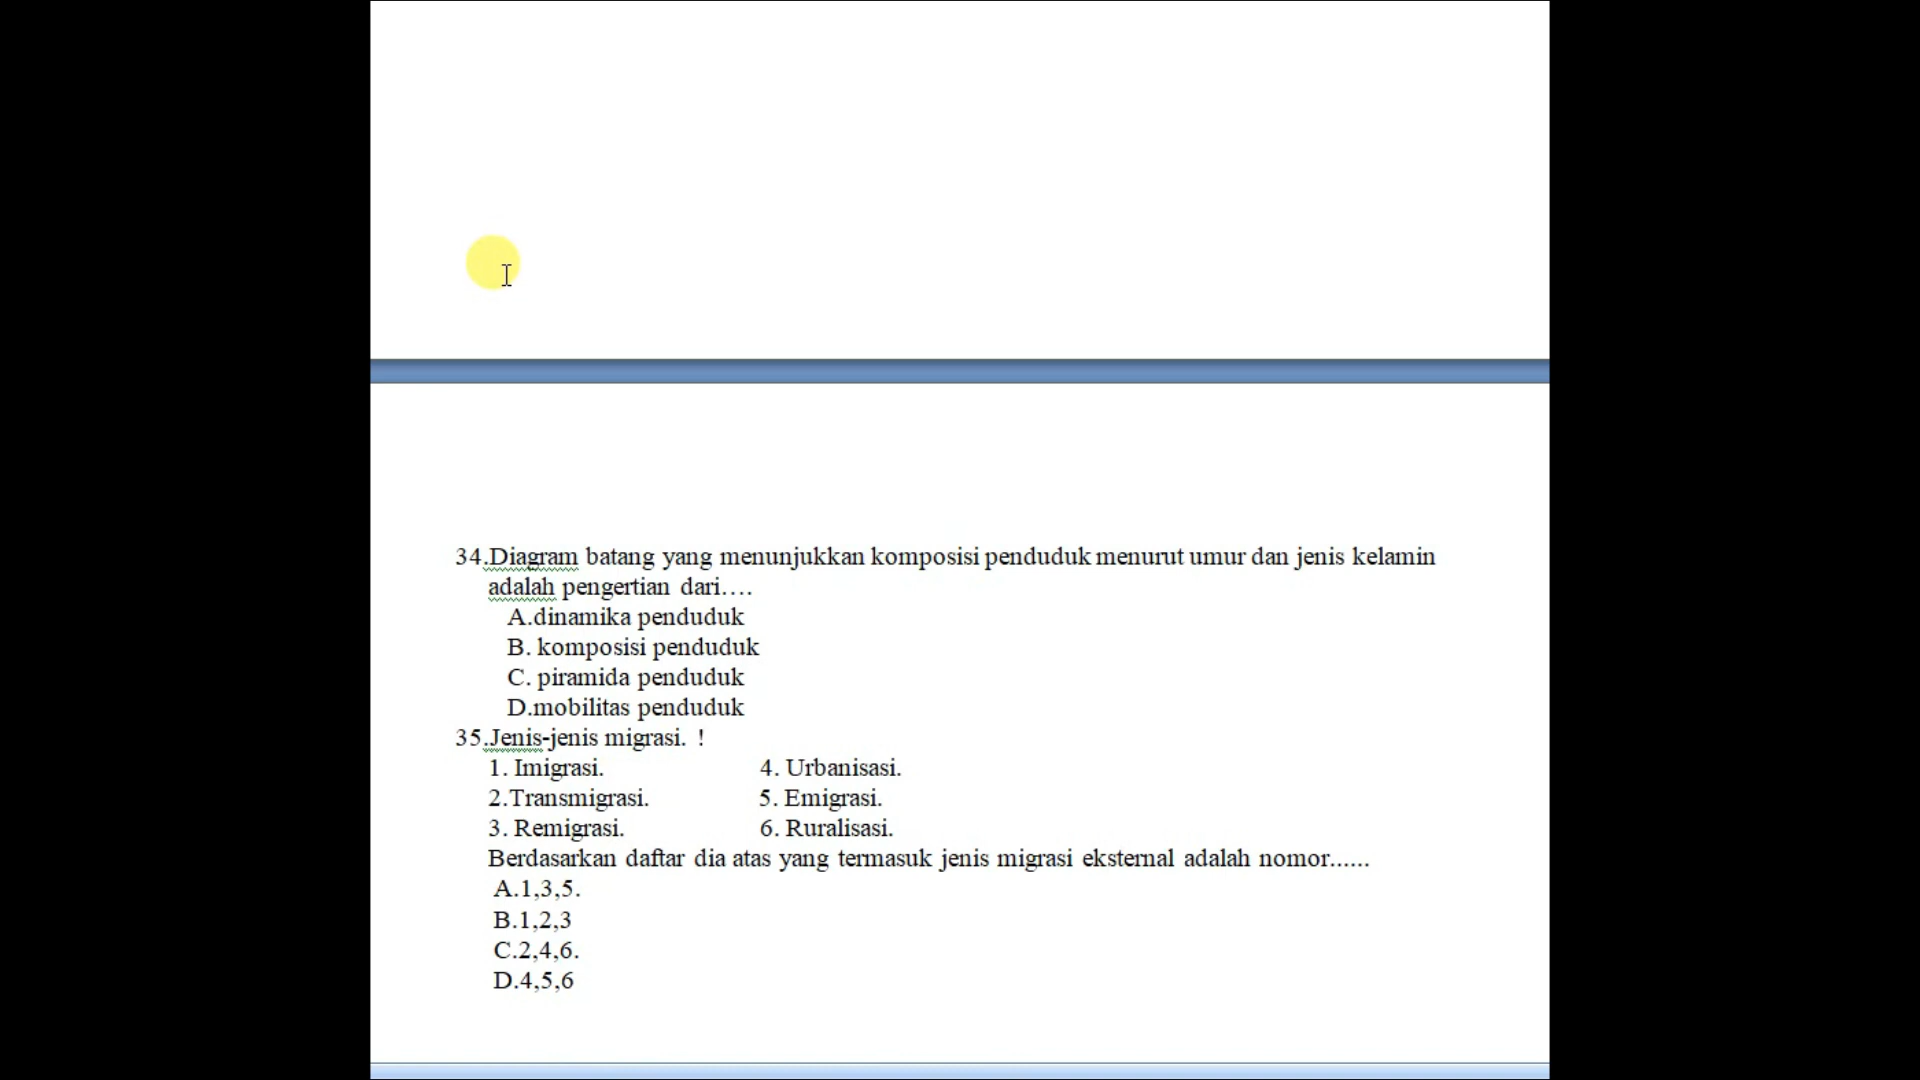 34.Diagram batang yang menunjukkan komposisi penduduk menurut umur dan jenis kelamin
adalah pengertian dari....
A.dinamika penduduk
B. komposisi penduduk
C. piramida penduduk
D.mobilitas penduduk
35.Jenis-jenis migrasi. !
1. Imigrasi. 4. Urbanisasi.
2.Transmigrasi. 5. Emigrasi.
3. Remigrasi. 6. Ruralisasi.
Berdasarkan daftar dia atas yang termasuk jenis migrasi eksternal adalah nomor......
A.1,3,5.
B.1,2,3
C.2,4,6.
D.4,5,6